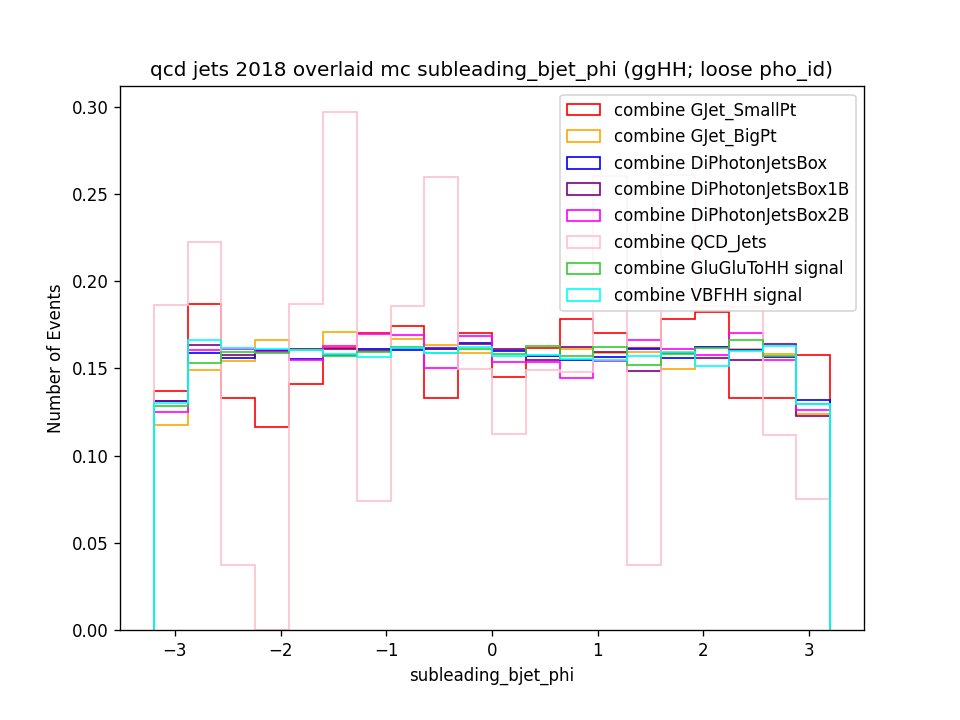 qcd jets 2018 overlaid mc subleading_bjet_phi (ggHH; loose pho_id)
Number of Events
0.30
0.25
0.20
0.15
0.10
0.05
0.00
combine GJet_SmallPt
combine GJet_BigPt
combine DiPhotonJetsBox
combine DiPhotonJetsBox1B
combine DiPhotonJetsBox2B
combine QCD_Jets
combine GluGluToHH signal
combine VBFHH signal
−3 −2 −1 0 1 2 3
subleading_bjet_phi